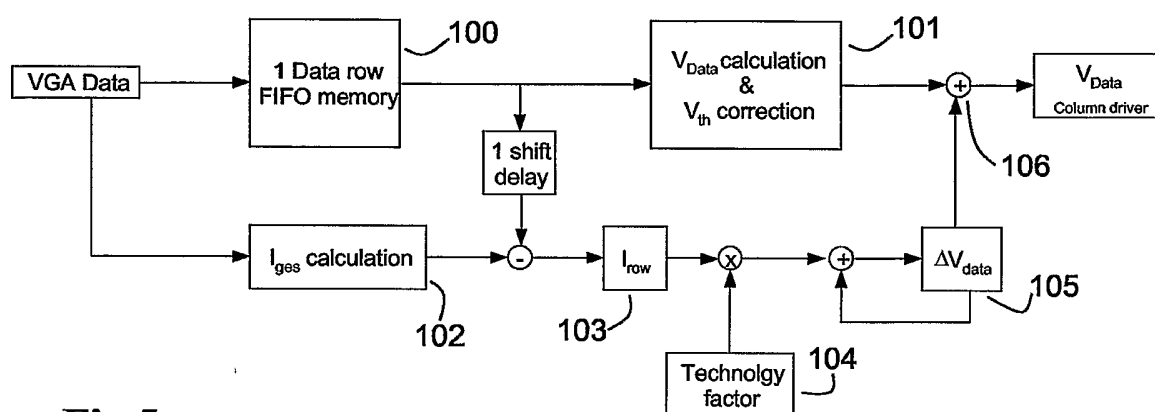 100
101
VGA Data
1 Data row
FIFO memory
V_Data calculation
&
V_th correction
+
V_Data
Column driver
106
1 shift
delay
I_ges calculation
-
I_row
x
+
ΔV_data
102
103
105
104
Technolgy
factor